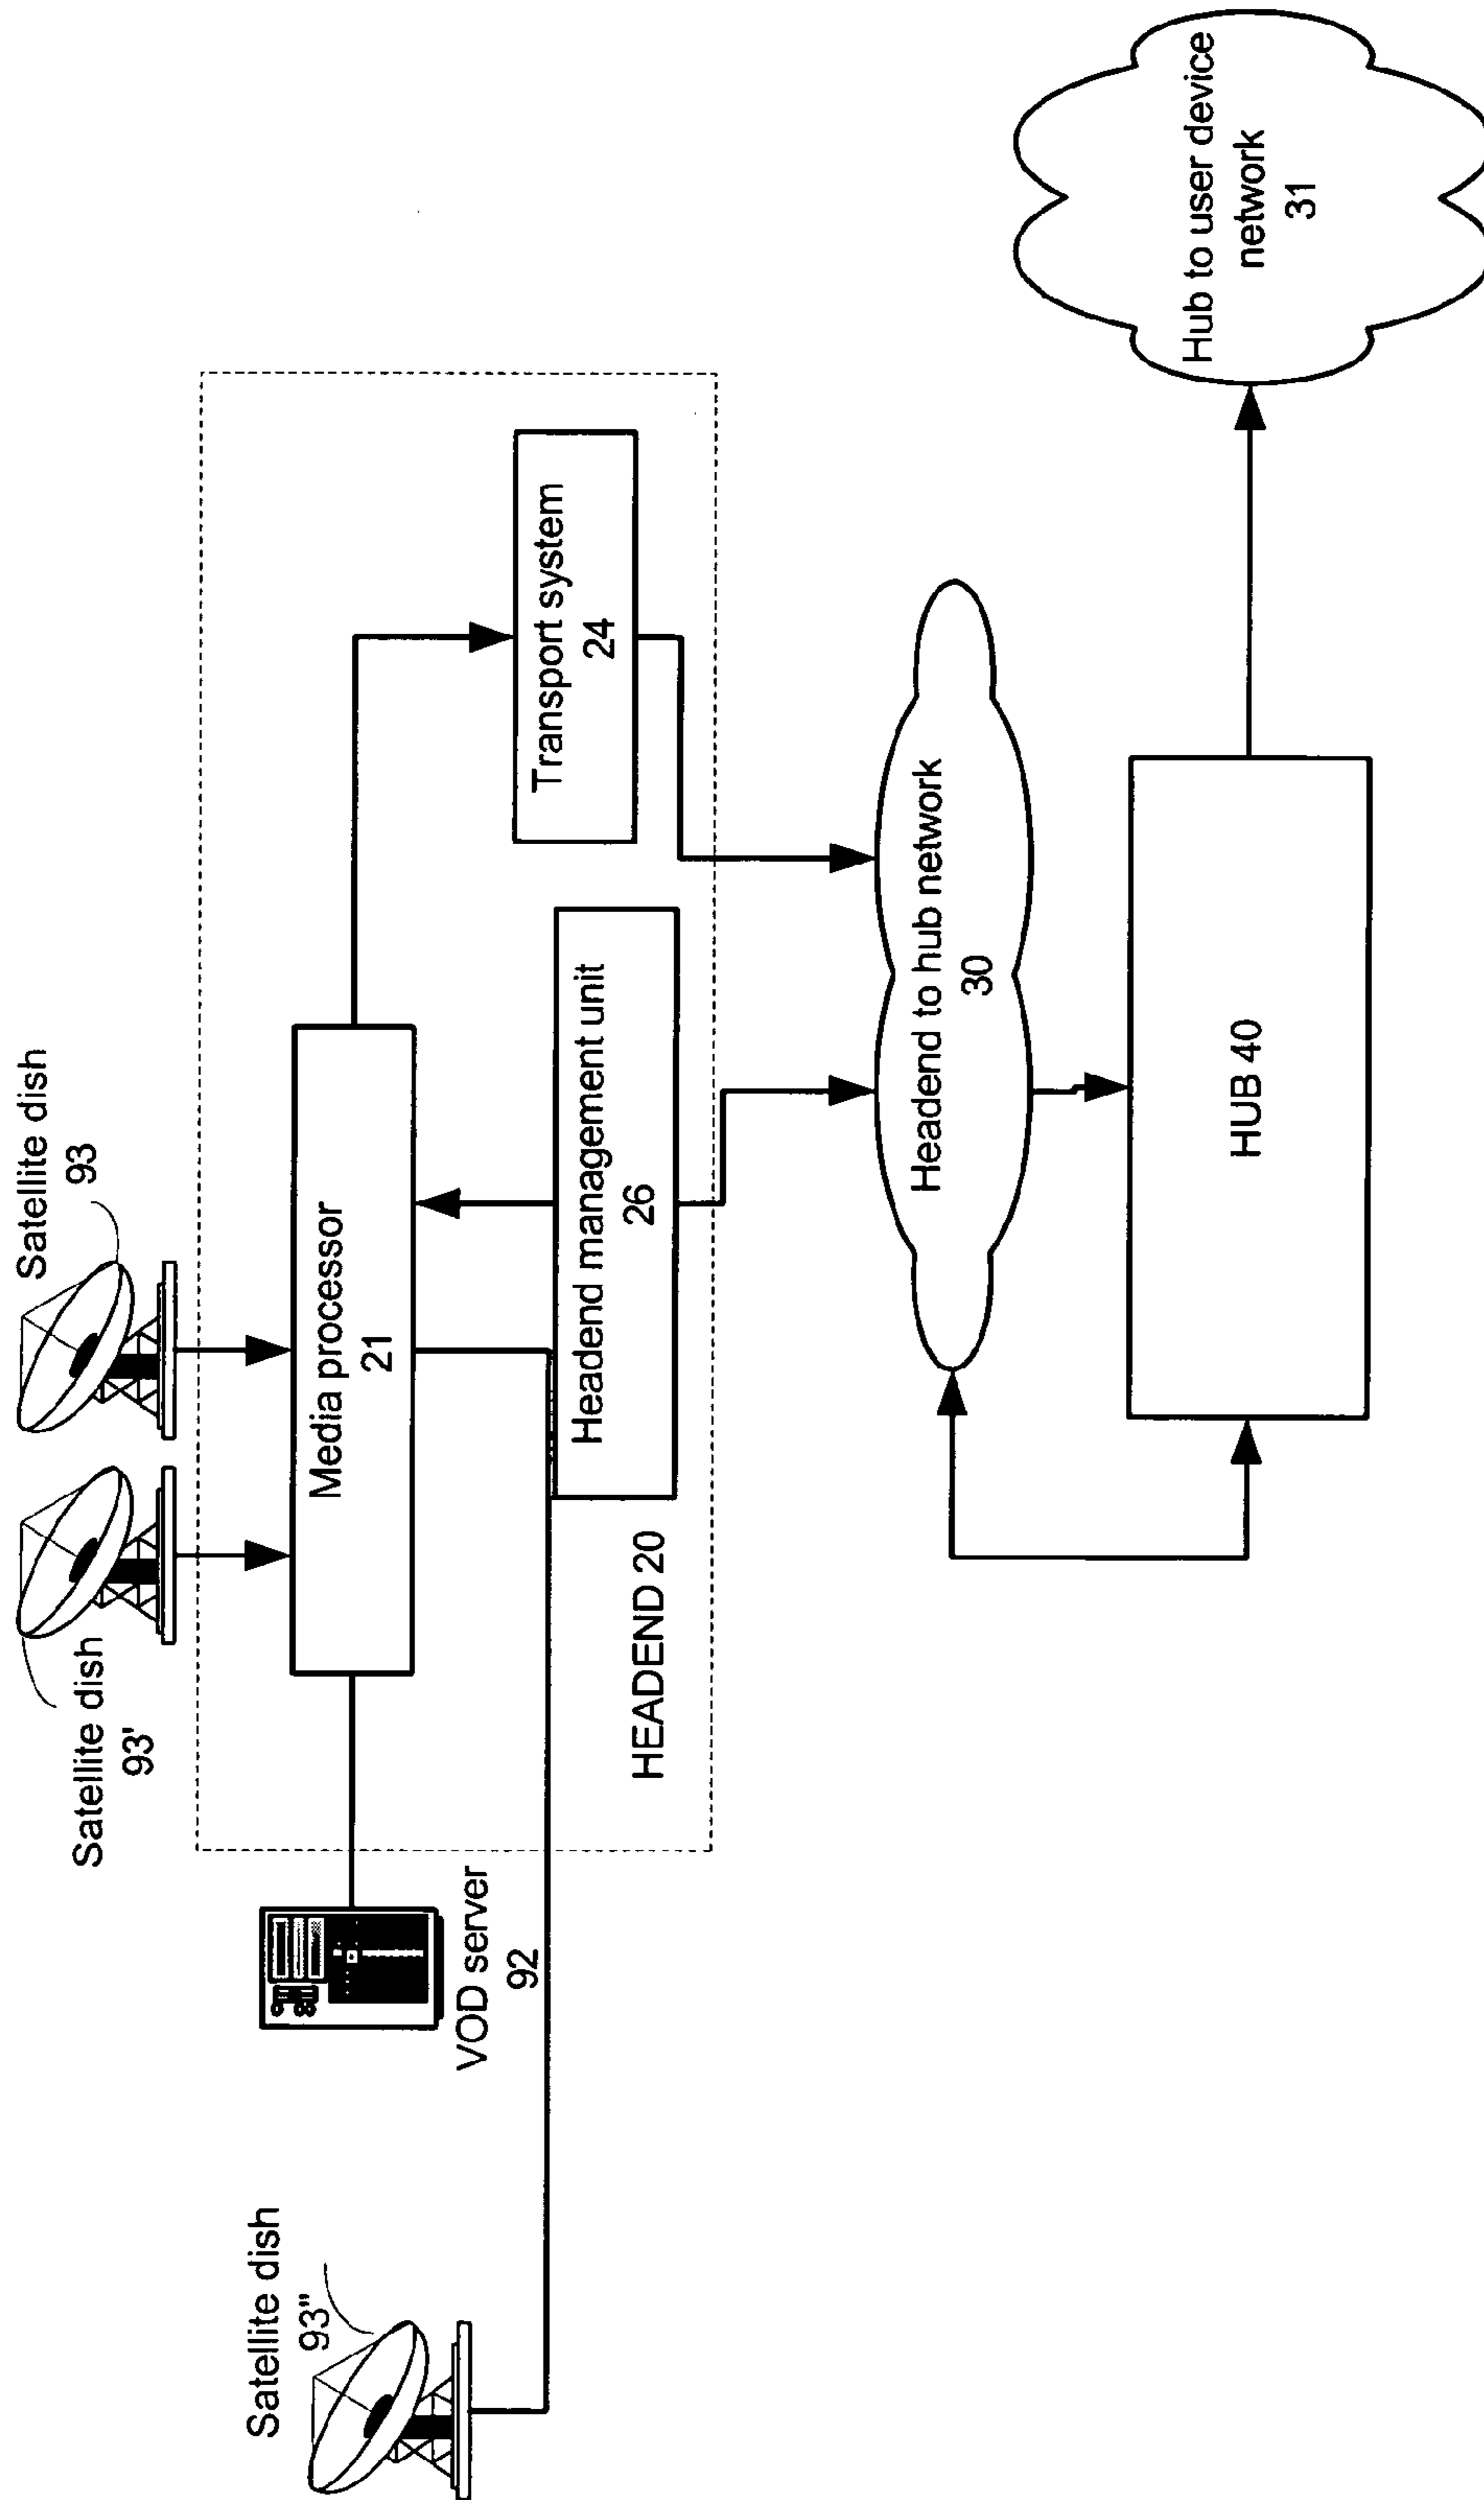 Satellite dish
93''
Satellite dish
93'
Satellite dish
93
VOD server
92
Media processor
21
HEADEND 20
Headend management unit
26
Transport system
24
Headend to hub network
30
HUB 40
Hub to user device
network
31